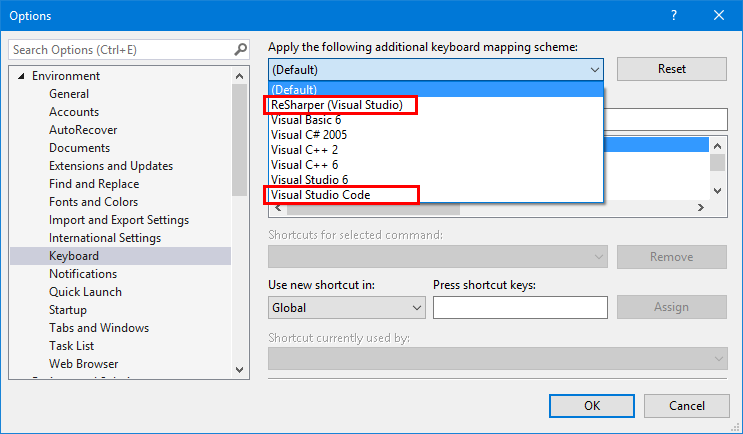 Options
?
Search Options (Ctrl+E)
Environment
General
Accounts
AutoRecover
Documents
Extensions and Updates
Find and Replace
Fonts and Colors
Import and Export Settings
International Settings
Keyboard
Notifications
Quick Launch
Startup
Tabs and Windows
Task List
Web Browser
Apply the following additional keyboard mapping scheme:
(Default)
Reset
(Default)
ReSharper (Visual Studio)
Visual Basic 6
Visual C# 2005
Visual C++ 2
Visual C++ 6
Visual Studio 6
Visual Studio Code
Shortcuts for selected command:
Remove
Use new shortcut in:
Press shortcut keys:
Global
Assign
Shortcut currently used by:
OK
Cancel